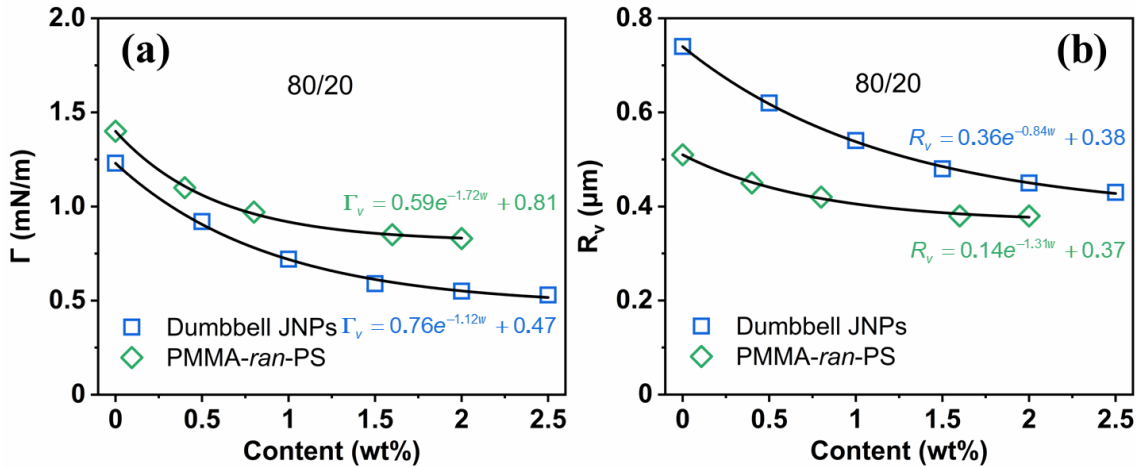 (a)
80/20
2.0
1.5
1.0
0.5
0
Γ (mN/m)
Γv = 0.59e^−1.72w + 0.81
Γv = 0.76e^−1.12w + 0.47
Dumbbell JNPs
PMMA-ran-PS
0 0.5 1 1.5 2 2.5
Content (wt%)
(b)
80/20
0.8
0.6
0.4
0.2
0
Rv (μm)
Rv = 0.36e^−0.84w + 0.38
Rv = 0.14e^−1.31w + 0.37
Dumbbell JNPs
PMMA-ran-PS
0 0.5 1 1.5 2 2.5
Content (wt%)